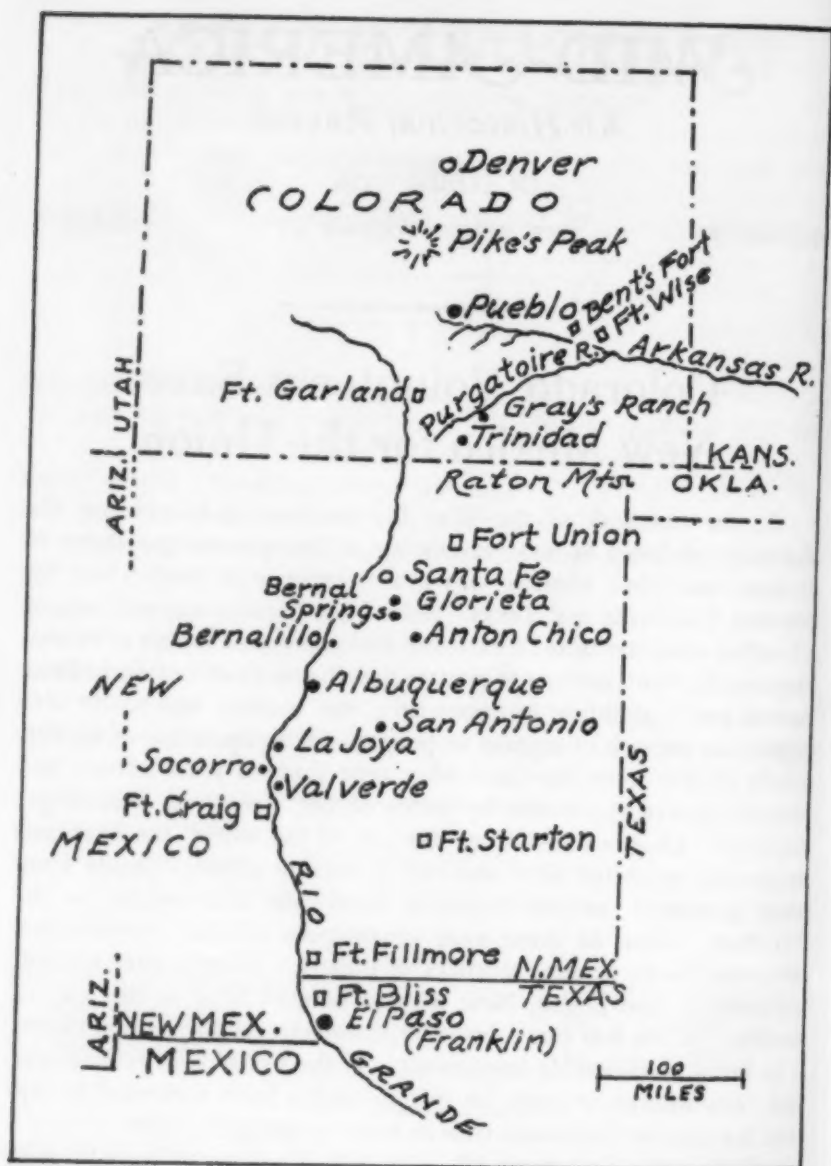 Denver
COLORADO
Pike's Peak
Pueblo
Bent's Fort
Ft. Wise
Arkansas R.
Purgatoire R.
Ft. Garland
Gray's Ranch
Trinidad
UTAH
ARIZ.
KANS.
OKLA.
Raton Mts.
Fort Union
Santa Fe
Bernal
Springs
Glorieta
Bernalillo
Anton Chico
NEW
Albuquerque
San Antonio
La Joya
Socorro
Valverde
Ft. Craig
MEXICO
Ft. Starton
TEXAS
RIO
Ft. Fillmore
N. MEX.
TEXAS
Ft. Bliss
ARIZ.
NEW MEX.
MEXICO
El Paso
(Franklin)
GRANDE
100
MILES